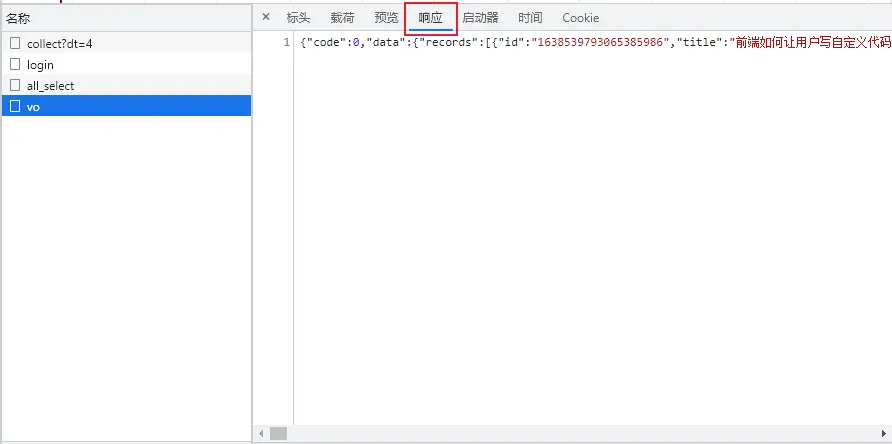 名称
collect?dt=4
login
all_select
vo
× 标头 载荷 预览 响应 启动器 时间 Cookie
1 {"code":0,"data":{"records":[{"id":"1638539793065385986","title":"前端如何让用户写自定义代码